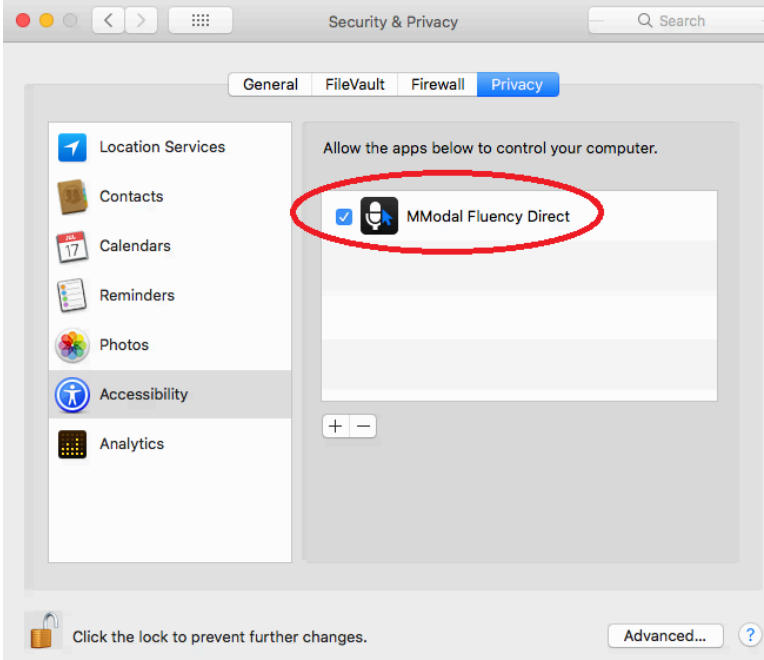 Security & Privacy
Search
General FileVault Firewall Privacy
Location Services
Contacts
JUL
17
Calendars
Reminders
Photos
Accessibility
Analytics
Allow the apps below to control your computer.
MModal Fluency Direct
+ −
Click the lock to prevent further changes.
Advanced...
?